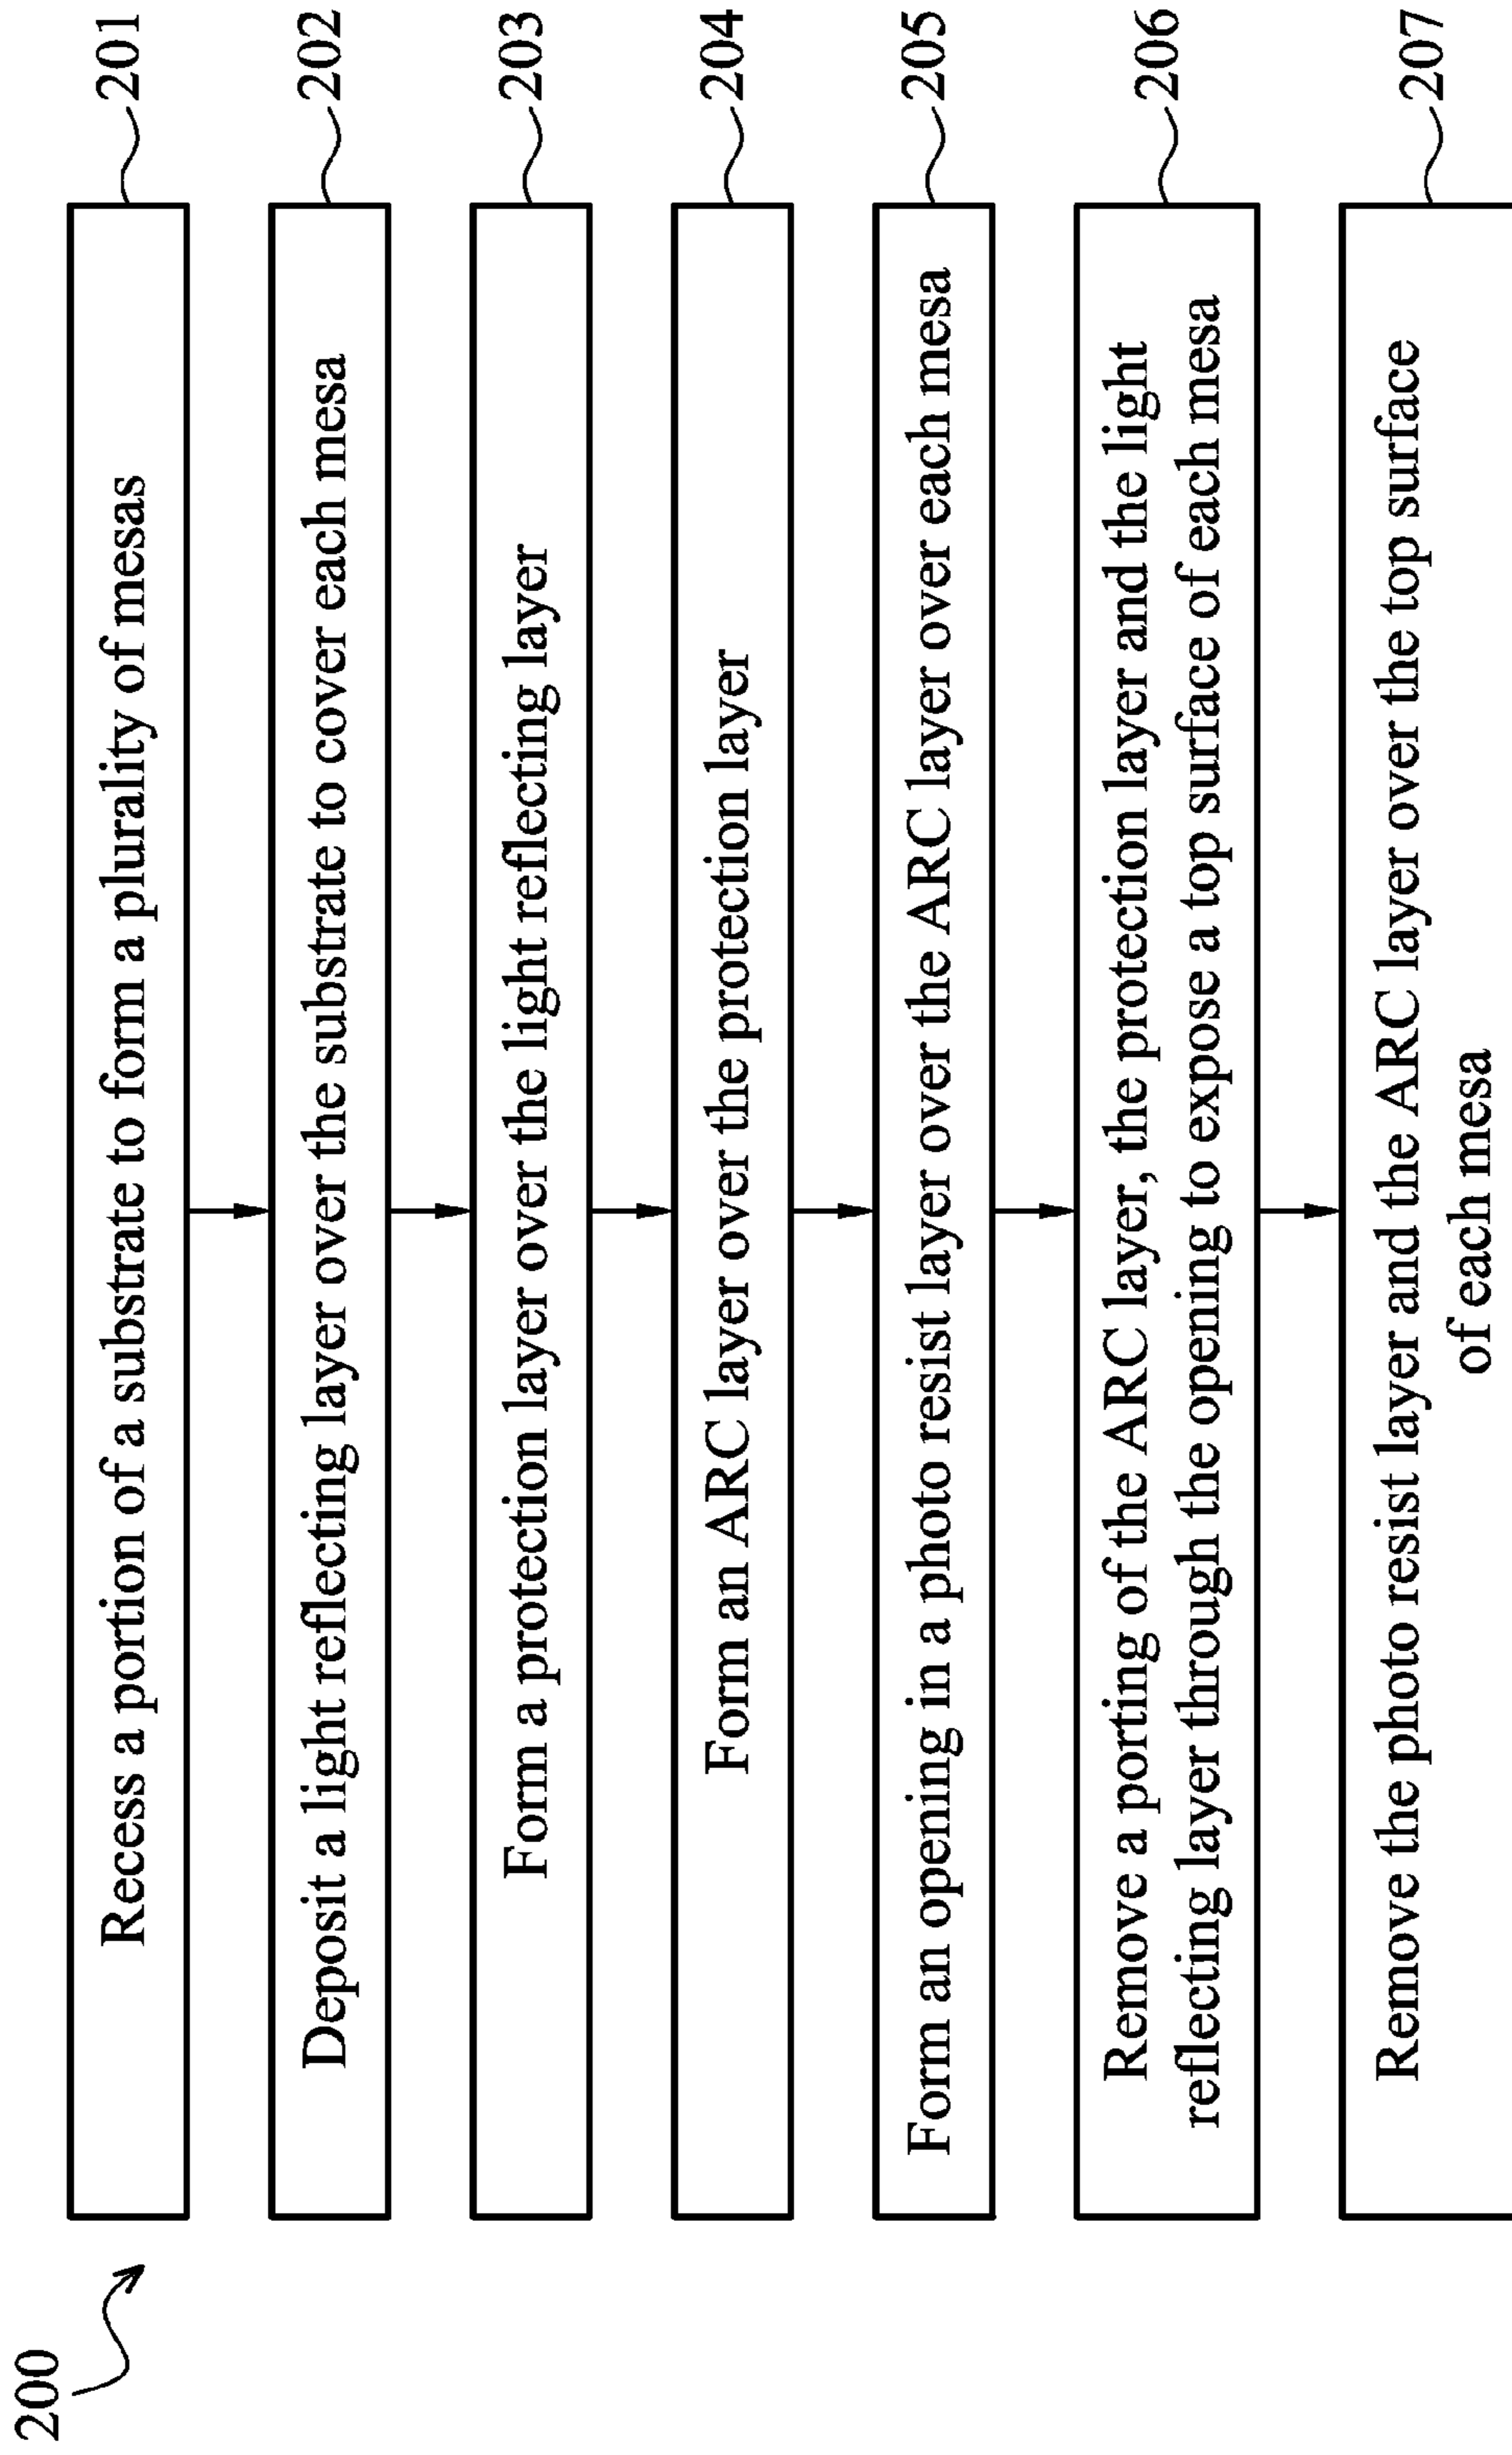 200
Recess a portion of a substrate to form a plurality of mesas
201
Deposit a light reflecting layer over the substrate to cover each mesa
202
Form a protection layer over the light reflecting layer
203
Form an ARC layer over the protection layer
204
Form an opening in a photo resist layer over the ARC layer over each mesa
205
Remove a porting of the ARC layer, the protection layer and the light
reflecting layer through the opening to expose a top surface of each mesa
206
Remove the photo resist layer and the ARC layer over the top surface
of each mesa
207